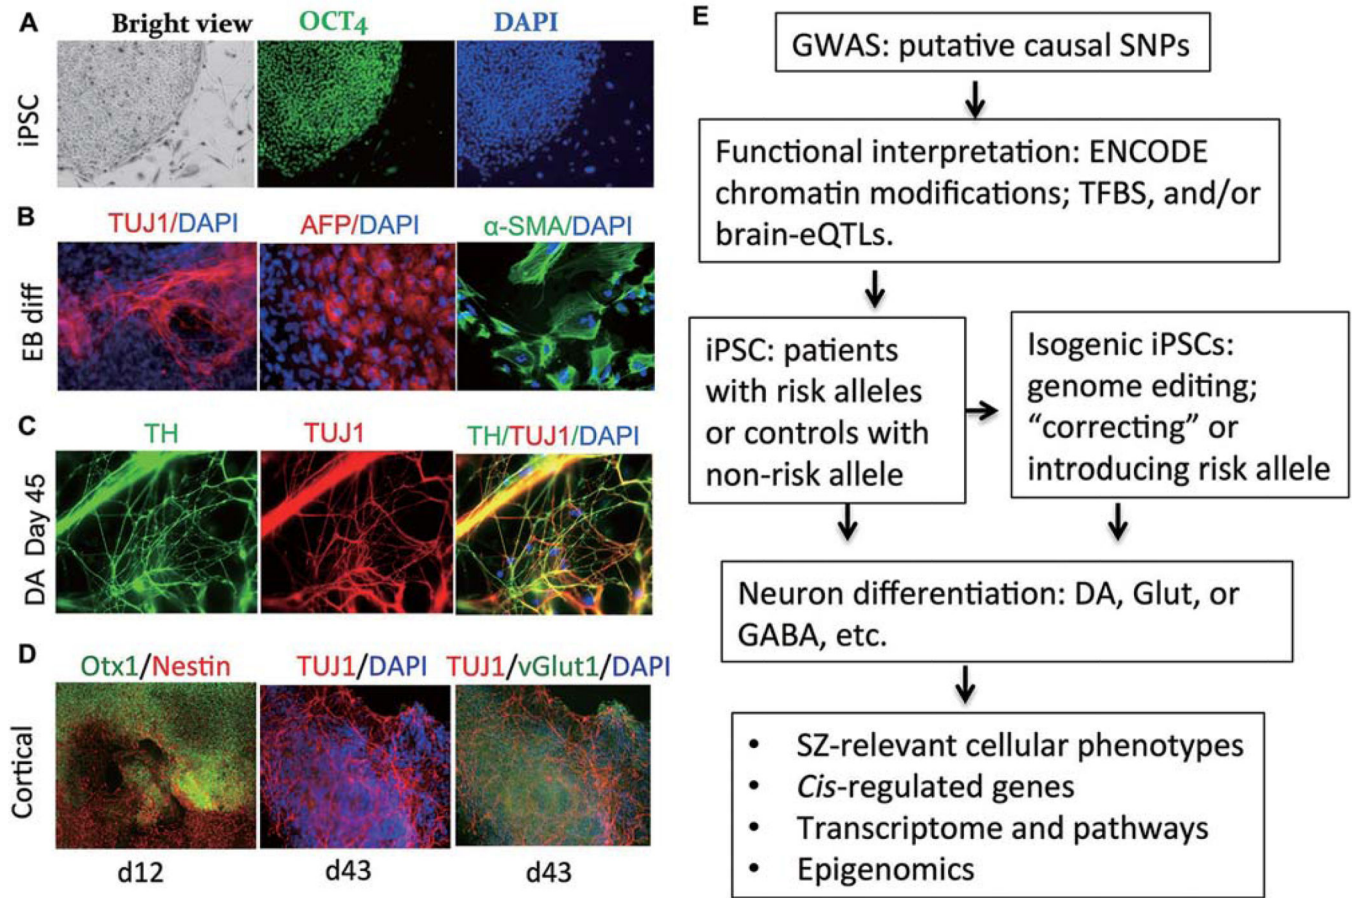 A
Bright view
OCT4
DAPI
iPSC
B
TUJ1/DAPI
AFP/DAPI
α-SMA/DAPI
EB diff
C
TH
TUJ1
TH/TUJ1/DAPI
DA Day 45
D
Otx1/Nestin
TUJ1/DAPI
TUJ1/vGlut1/DAPI
Cortical
d12
d43
d43
E
GWAS: putative causal SNPs
Functional interpretation: ENCODE
chromatin modifications; TFBS, and/or
brain-eQTLs.
iPSC: patients
with risk alleles
or controls with
non-risk allele
Isogenic iPSCs:
genome editing;
“correcting” or
introducing risk allele
Neuron differentiation: DA, Glut, or
GABA, etc.
• SZ-relevant cellular phenotypes
• Cis-regulated genes
• Transcriptome and pathways
• Epigenomics